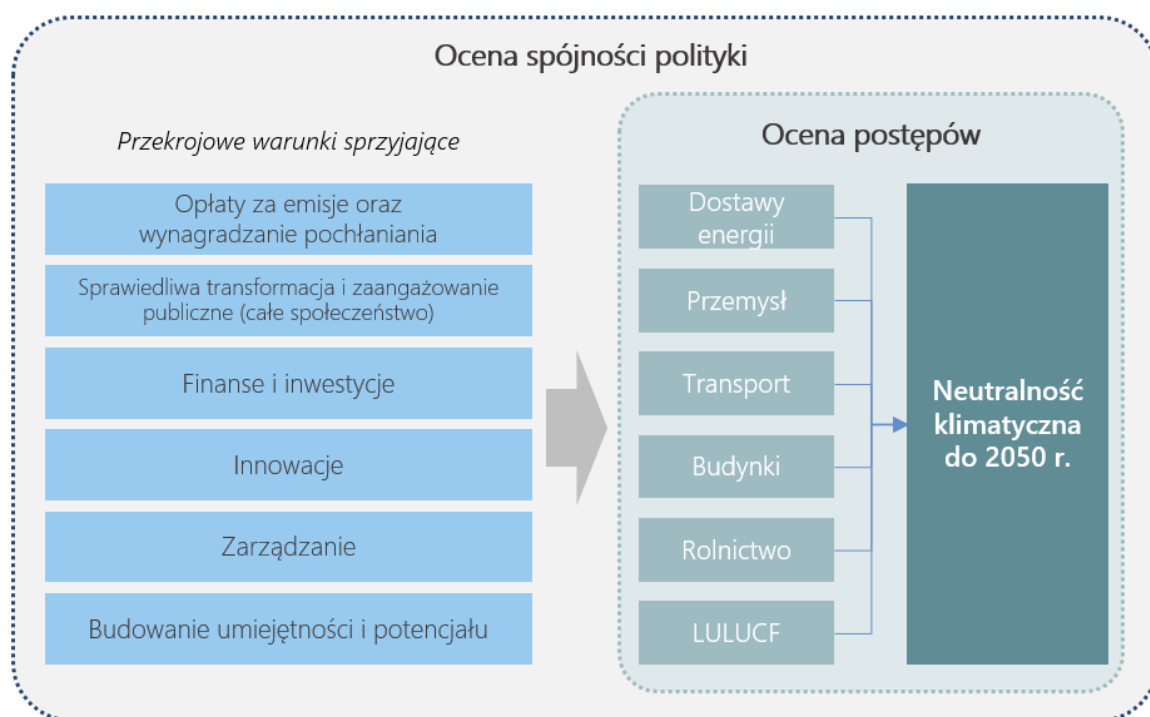 Ocena spójności polityki
Przekrojowe warunki sprzyjające
Opłaty za emisje oraz
wynagradzanie pochłaniania
Sprawiedliwa transformacja i zaangażowanie
publiczne (całe społeczeństwo)
Finanse i inwestycje
Innowacje
Zarządzanie
Budowanie umiejętności i potencjału
Ocena postępów
Dostawy
energii
Przemysł
Transport
Budynki
Rolnictwo
LULUCF
Neutralność
klimatyczna
do 2050 r.